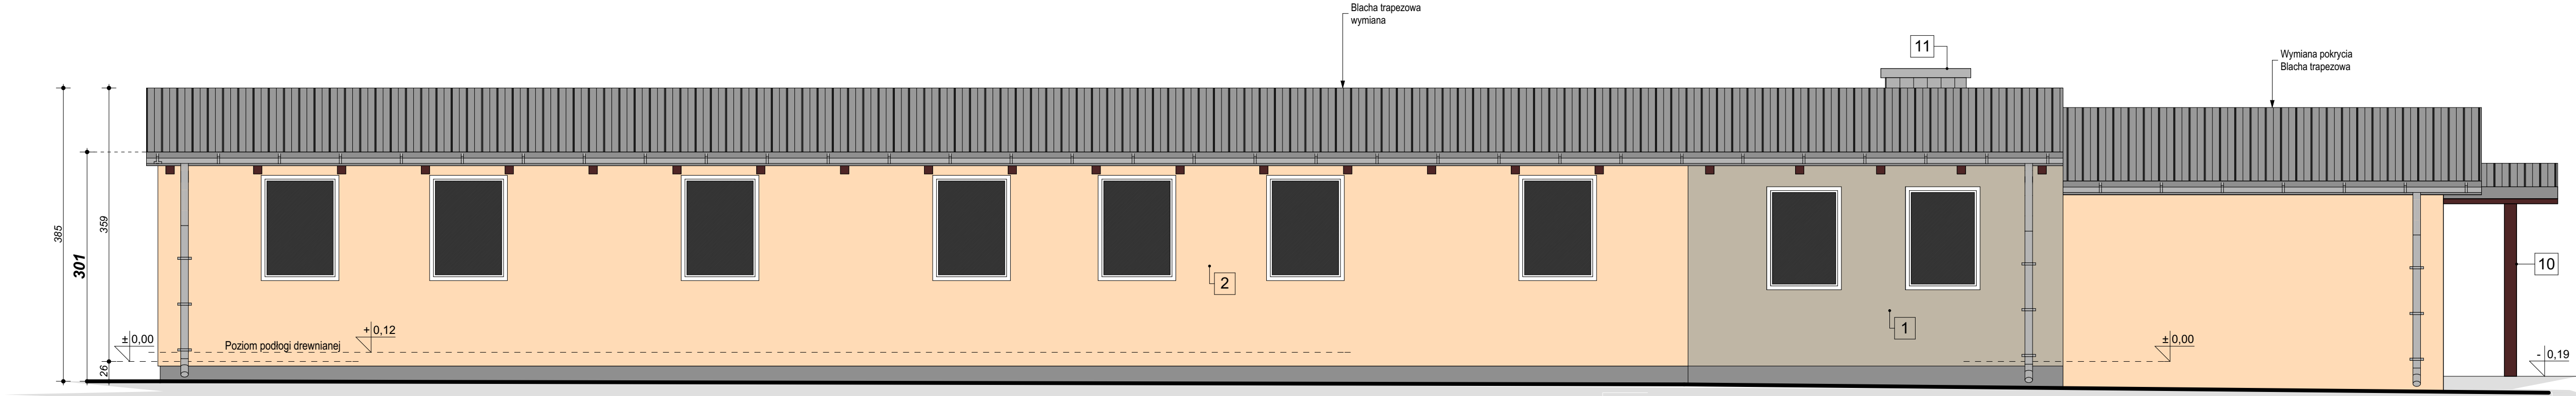 Blacha trapezowa
wymiana
11
Wymiana pokrycia
Blacha trapezowa
385
301
359
26
± 0,00
Poziom podłogi drewnianej
+ 0,12
2
1
± 0,00
10
- 0,19